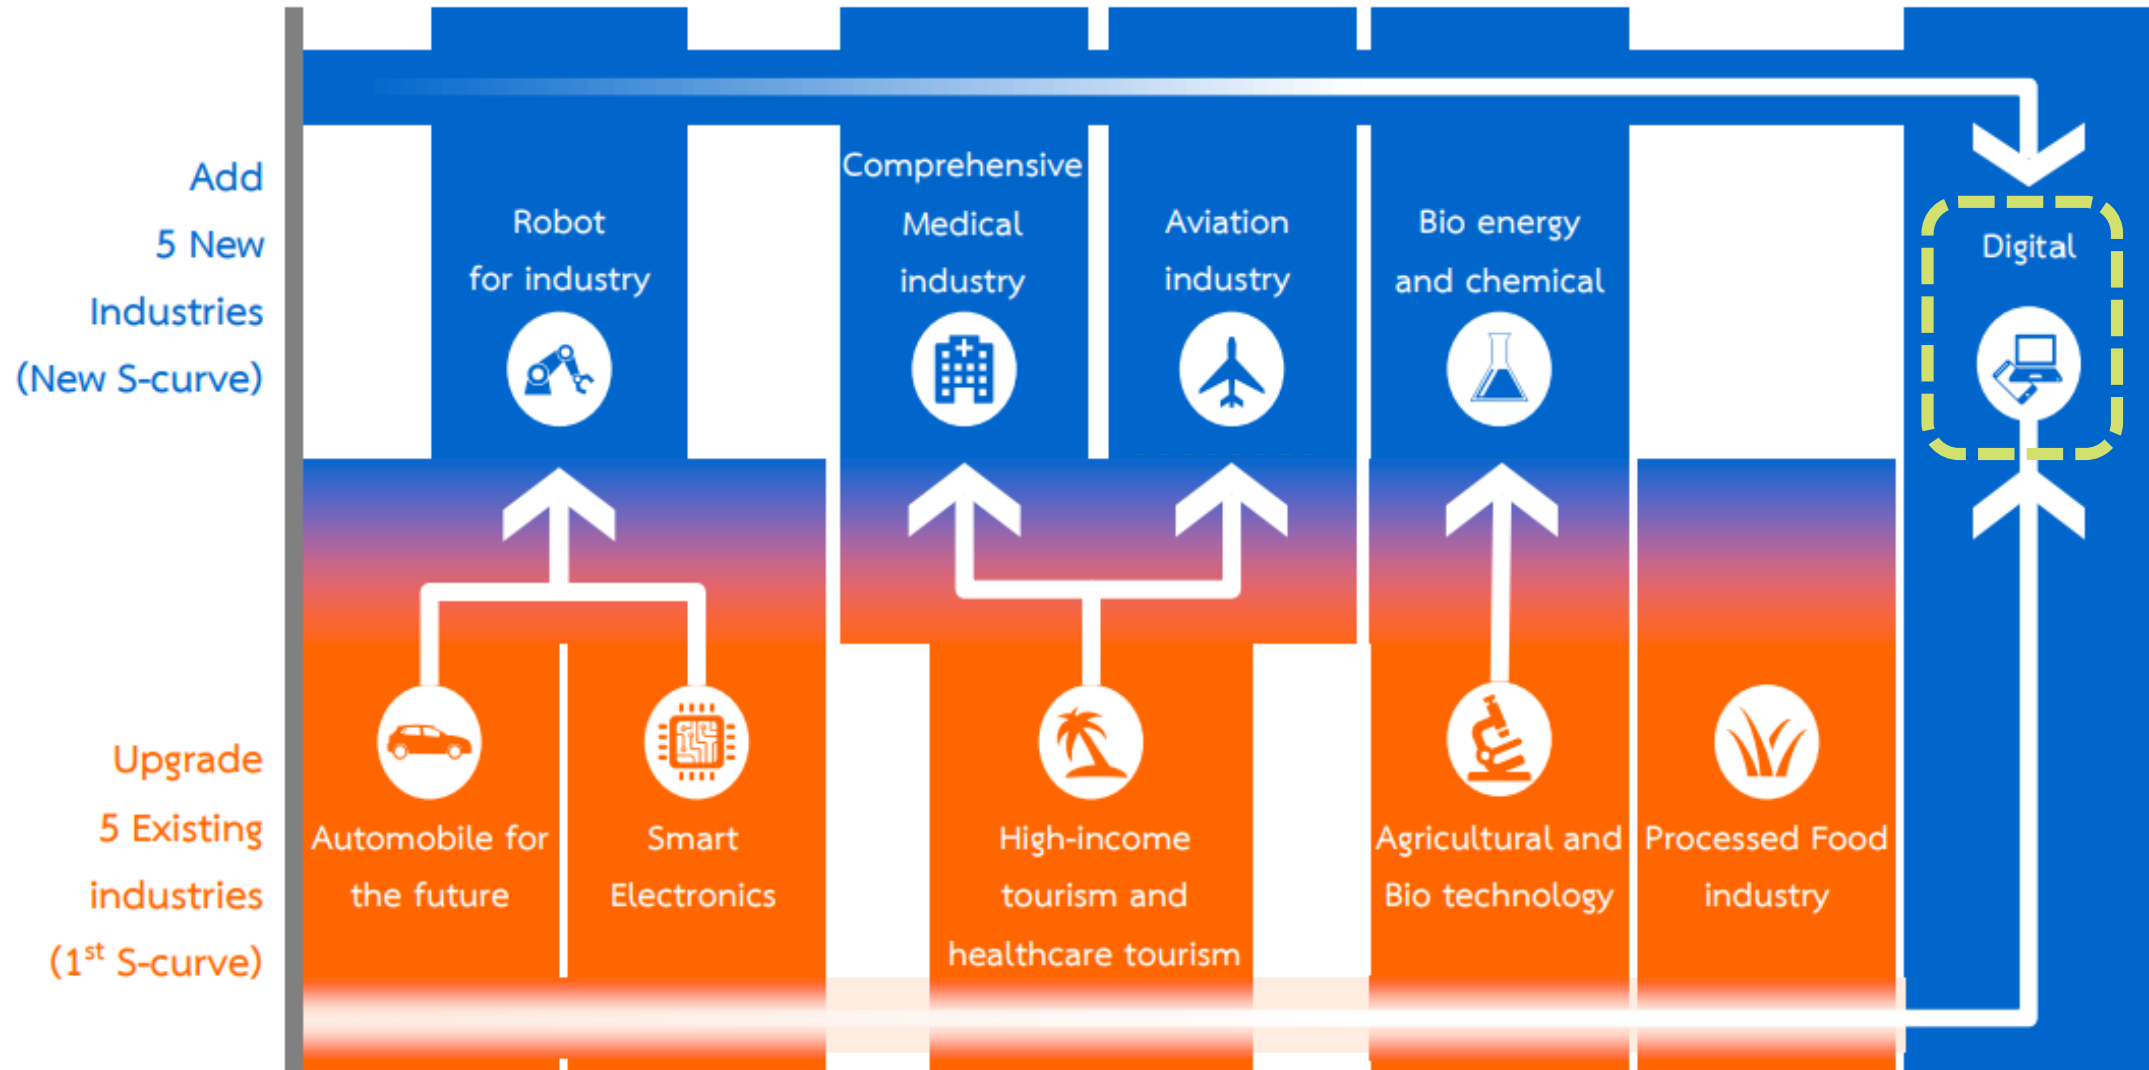 Add
5 New
Industries
(New S-curve)
Robot
for industry
Comprehensive
Medical
industry
Aviation
industry
Bio energy
and chemical
Digital
Upgrade
5 Existing
industries
(1st S-curve)
Automobile for
the future
Smart
Electronics
High-income
tourism and
healthcare tourism
Agricultural and
Bio technology
Processed Food
industry